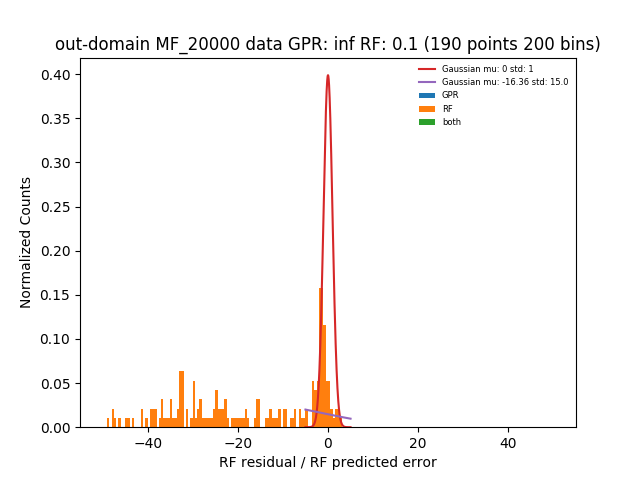 out-domain MF_20000 data GPR: inf RF: 0.1 (190 points 200 bins)
Gaussian mu: 0 std: 1
Gaussian mu: -16.36 std: 15.0
GPR
RF
both
0.40
0.35
0.30
0.25
0.20
0.15
0.10
0.05
0.00
Normalized Counts
−40
−20
0
20
40
RF residual / RF predicted error